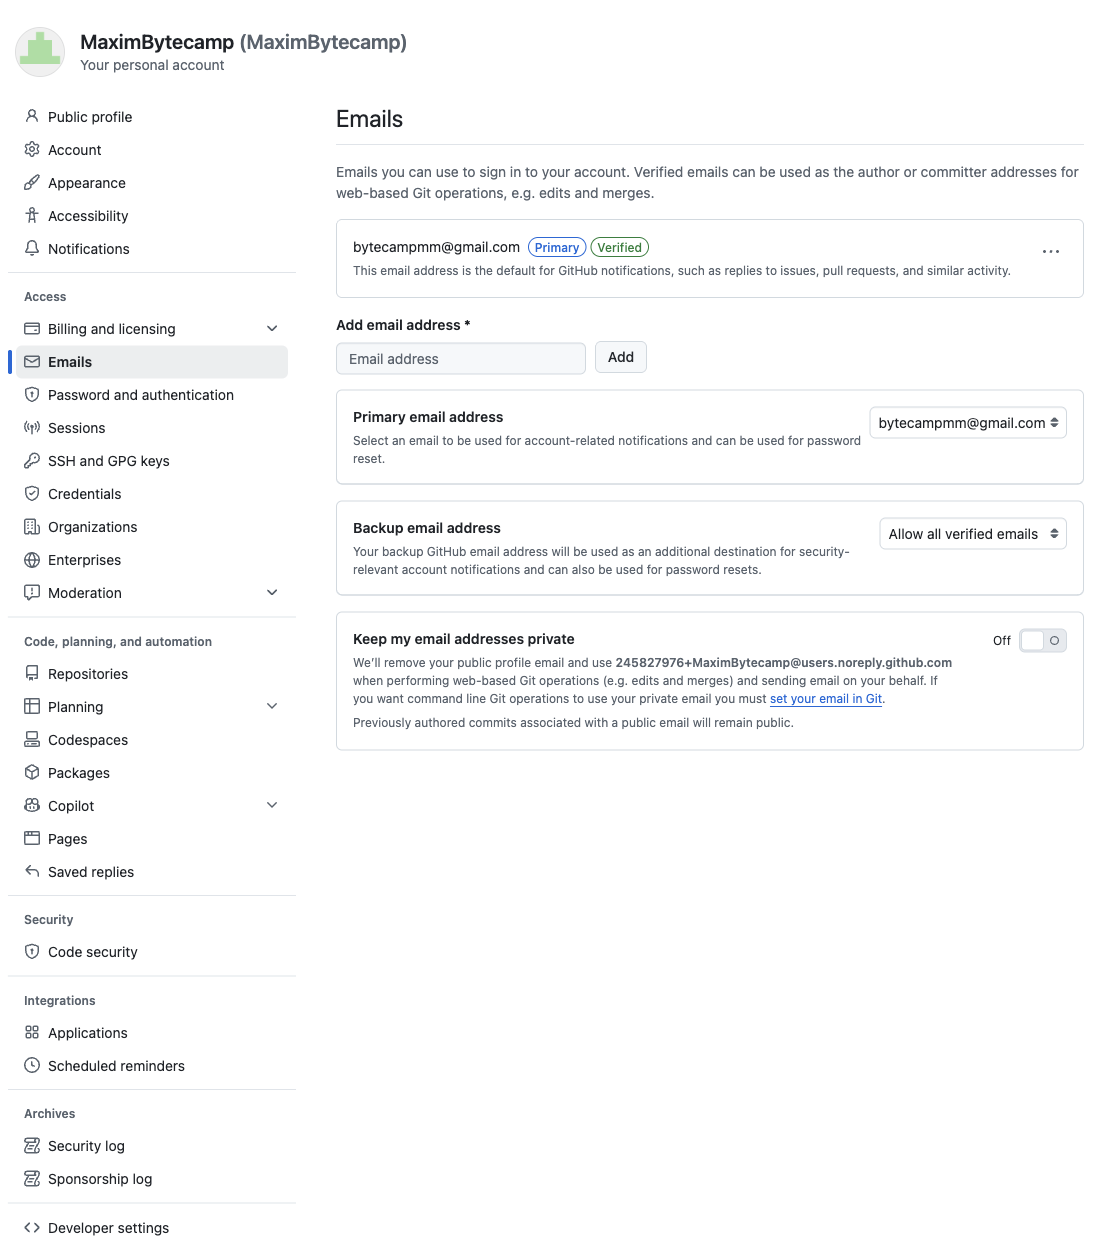 MaximBytecamp (MaximBytecamp)
Your personal account
Public profile
Account
Appearance
Accessibility
Notifications
Access
Billing and licensing
Emails
Password and authentication
Sessions
SSH and GPG keys
Credentials
Organizations
Enterprises
Moderation
Code, planning, and automation
Repositories
Planning
Codespaces
Packages
Copilot
Pages
Saved replies
Security
Code security
Integrations
Applications
Scheduled reminders
Archives
Security log
Sponsorship log
Developer settings
Emails
Emails you can use to sign in to your account. Verified emails can be used as the author or committer addresses for
web-based Git operations, e.g. edits and merges.
bytecampmm@gmail.com Primary Verified
This email address is the default for GitHub notifications, such as replies to issues, pull requests, and similar activity.
Add email address *
Email address Add
Primary email address
bytecampmm@gmail.com
Select an email to be used for account-related notifications and can be used for password
reset.
Backup email address
Allow all verified emails
Your backup GitHub email address will be used as an additional destination for security-
relevant account notifications and can also be used for password resets.
Keep my email addresses private
Off
We'll remove your public profile email and use 245827976+MaximBytecamp@users.noreply.github.com
when performing web-based Git operations (e.g. edits and merges) and sending email on your behalf. If
you want command line Git operations to use your private email you must set your email in Git.
Previously authored commits associated with a public email will remain public.